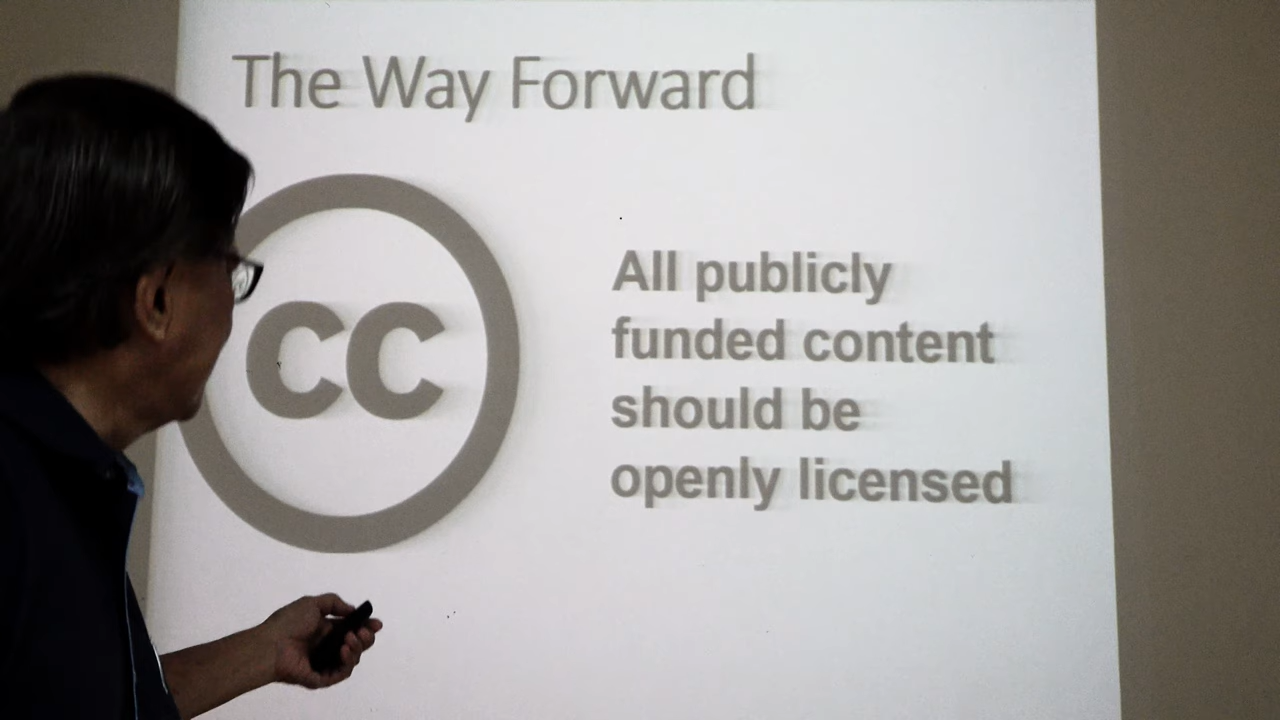 The Way Forward
cc
All publicly
funded content
should be
openly licensed